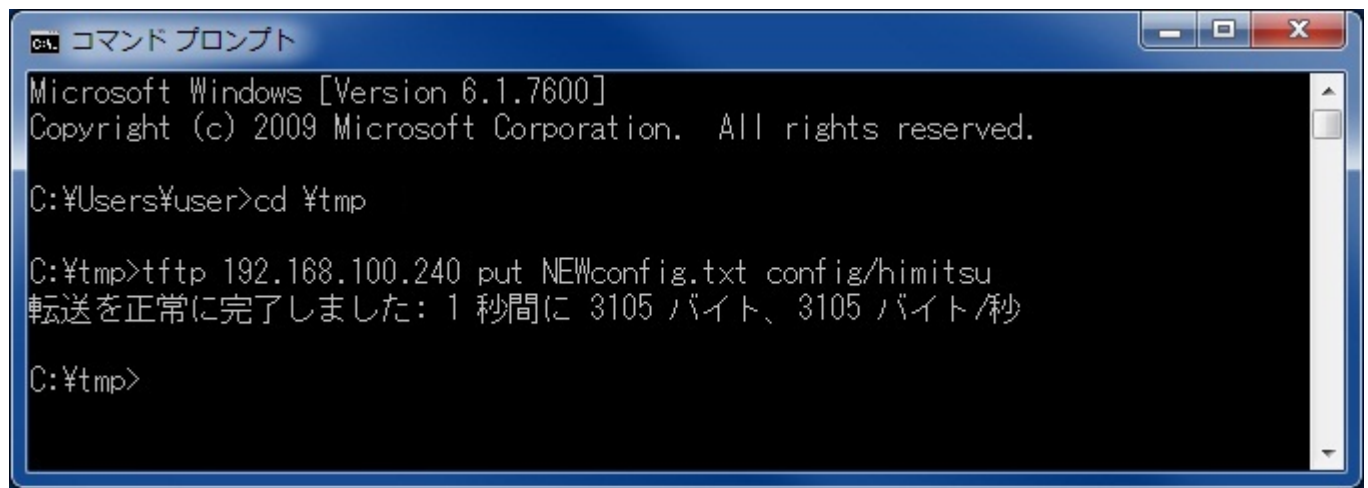 コマンド プロンプト
Microsoft Windows [Version 6.1.7600]
Copyright (c) 2009 Microsoft Corporation.  All rights reserved.
C:¥Users¥user>cd ¥tmp
C:¥tmp>tftp 192.168.100.240 put NEWconfig.txt config/himitsu
転送を正常に完了しました: 1 秒間に 3105 バイト、3105 バイト/秒
C:¥tmp>